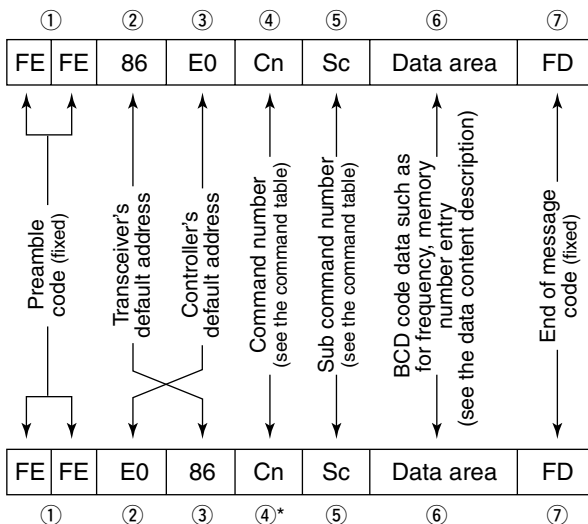 ① ② ③ ④ ⑤ ⑥ ⑦
FE FE 86 E0 Cn Sc Data area FD
Preamble
code (fixed)
Transceiver's
default address
Controller's
default address
Command number
(see the command table)
Sub command number
(see the command table)
BCD code data such as
for frequency, memory
number entry
(see the data content description)
End of message
code (fixed)
FE FE E0 86 Cn Sc Data area FD
① ② ③ ④* ⑤ ⑥ ⑦